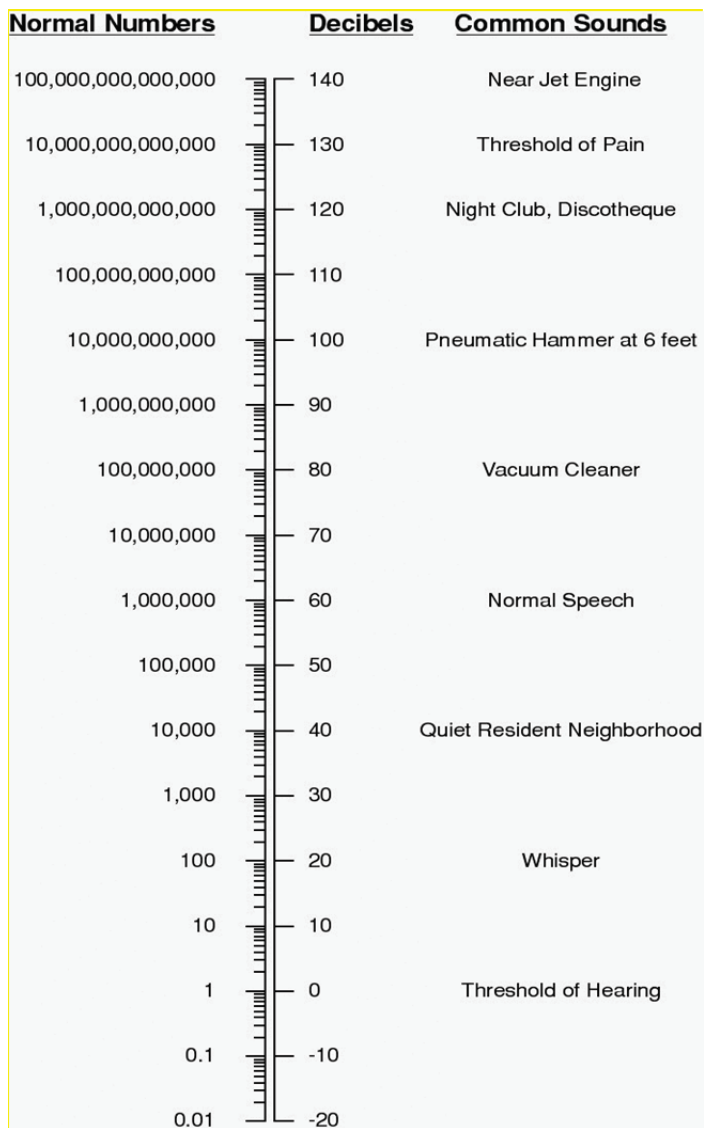 Normal Numbers Decibels Common Sounds
100,000,000,000,000 140 Near Jet Engine
10,000,000,000,000 130 Threshold of Pain
1,000,000,000,000 120 Night Club, Discotheque
100,000,000,000 110
10,000,000,000 100 Pneumatic Hammer at 6 feet
1,000,000,000 90
100,000,000 80 Vacuum Cleaner
10,000,000 70
1,000,000 60 Normal Speech
100,000 50
10,000 40 Quiet Resident Neighborhood
1,000 30
100 20 Whisper
10 10
1 0 Threshold of Hearing
0.1 -10
0.01 -20